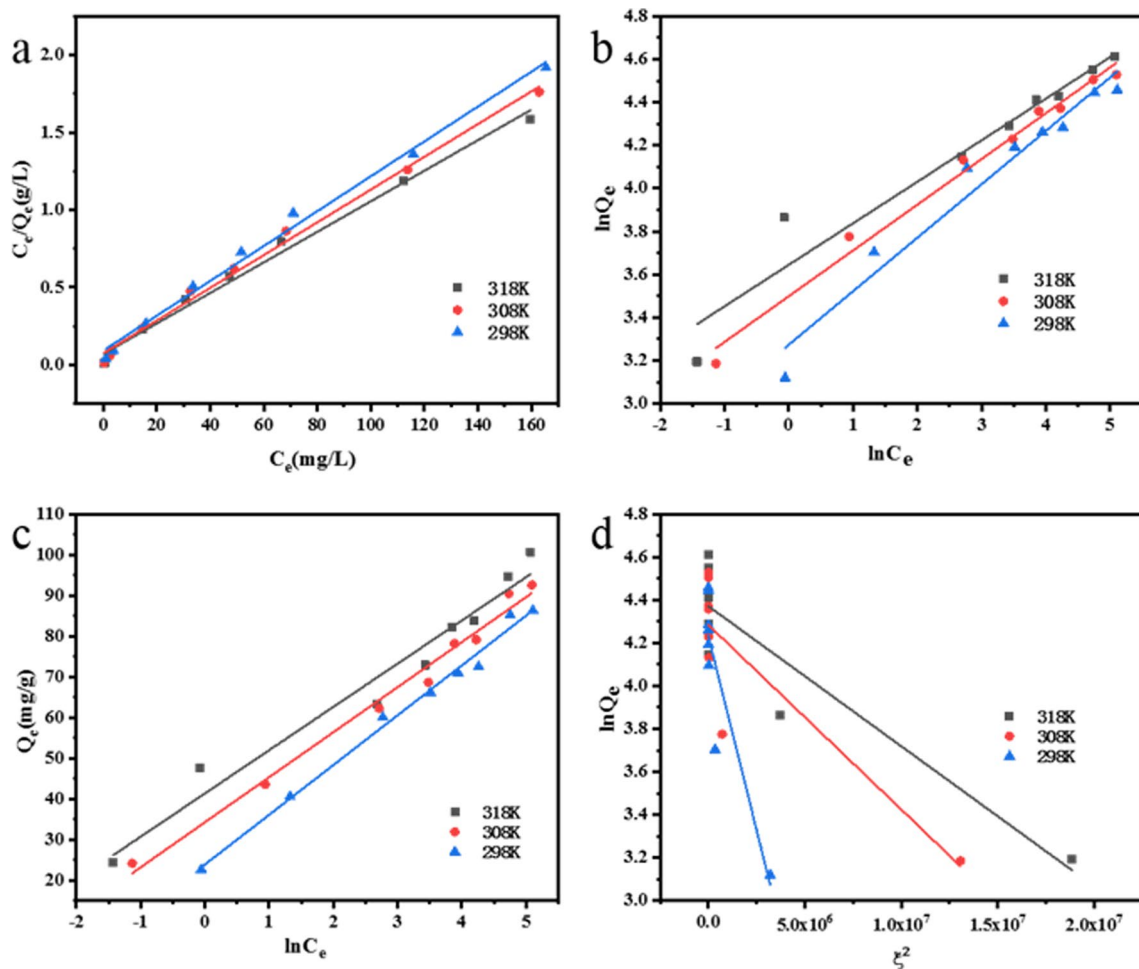 a
2.0
1.5
1.0
0.5
0.0
Ce/Qe(g/L)
318K
308K
298K
0 20 40 60 80 100 120 140 160
Ce(mg/L)
b
4.8
4.6
4.4
4.2
4.0
3.8
3.6
3.4
3.2
3.0
lnQe
318K
308K
298K
-2 -1 0 1 2 3 4 5
lnCe
c
110
100
90
80
70
60
50
40
30
20
Qe(mg/g)
318K
308K
298K
-2 -1 0 1 2 3 4 5
lnCe
d
4.8
4.6
4.4
4.2
4.0
3.8
3.6
3.4
3.2
3.0
lnQe
318K
308K
298K
0.0 5.0x10⁶ 1.0x10⁷ 1.5x10⁷ 2.0x10⁷
ξ²